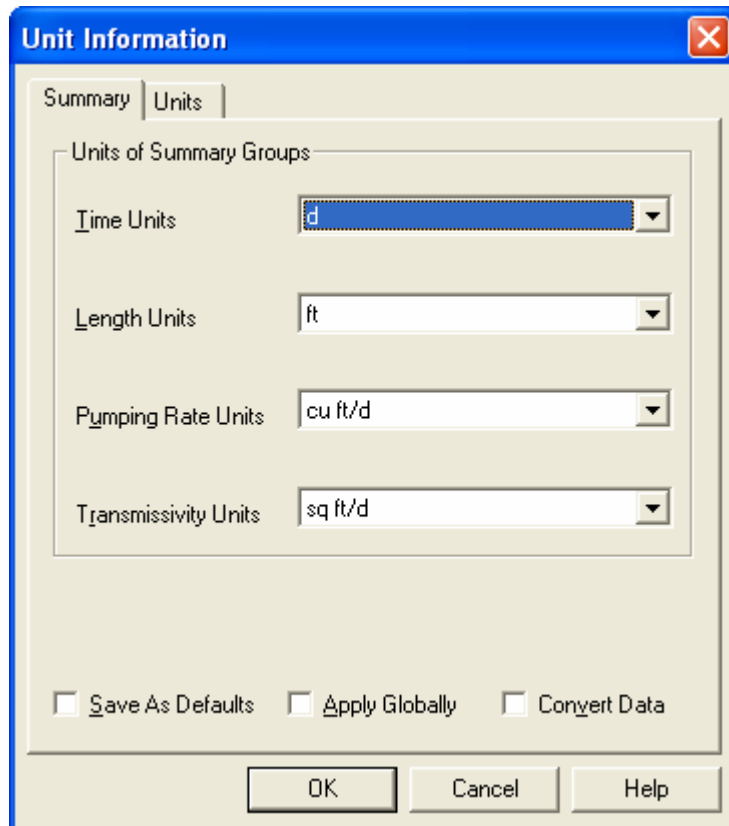 Unit Information
Summary Units
Units of Summary Groups
Time Units d
Length Units ft
Pumping Rate Units cu ft/d
Transmissivity Units sq ft/d
Save As Defaults Apply Globally Convert Data
OK Cancel Help